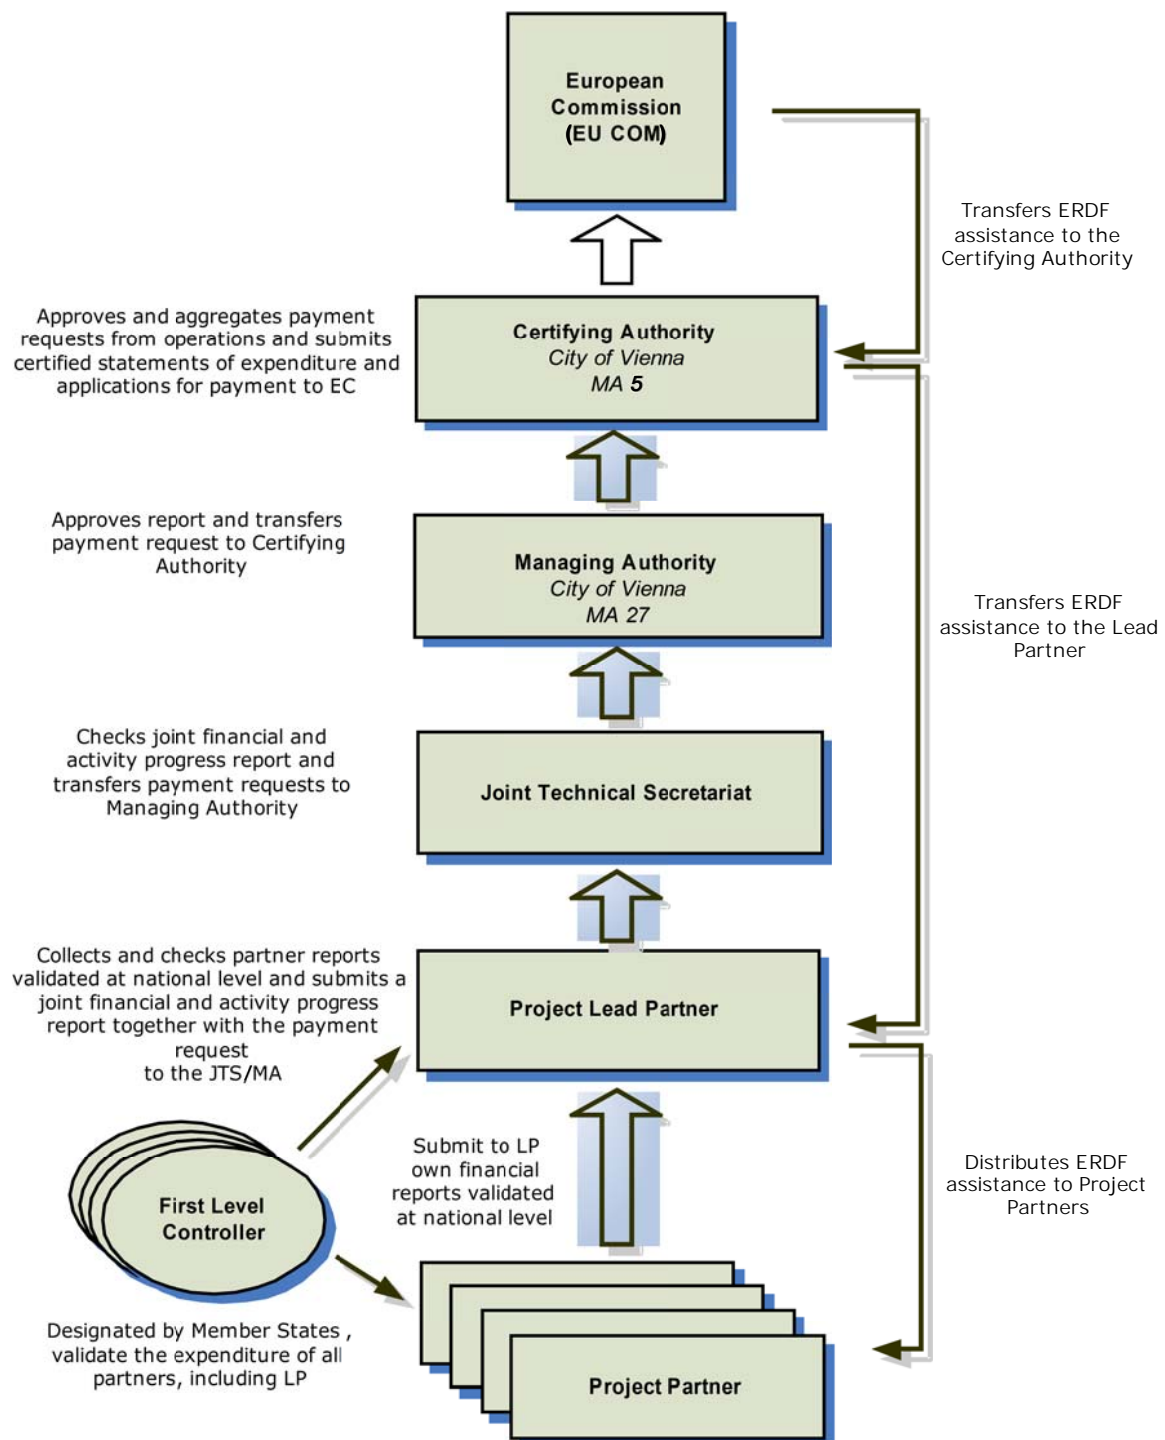 European
Commission
(EU COM)
Transfers ERDF
assistance to the
Certifying Authority
Approves and aggregates payment
requests from operations and submits
certified statements of expenditure and
applications for payment to EC
Certifying Authority
City of Vienna
MA 5
Approves report and transfers
payment request to Certifying
Authority
Managing Authority
City of Vienna
MA 27
Transfers ERDF
assistance to the Lead
Partner
Checks joint financial and
activity progress report and
transfers payment requests to
Managing Authority
Joint Technical Secretariat
Collects and checks partner reports
validated at national level and submits a
joint financial and activity progress
report together with the payment
request
to the JTS/MA
Project Lead Partner
First Level
Controller
Submit to LP
own financial
reports validated
at national level
Distributes ERDF
assistance to Project
Partners
Designated by Member States ,
validate the expenditure of all
partners, including LP
Project Partner